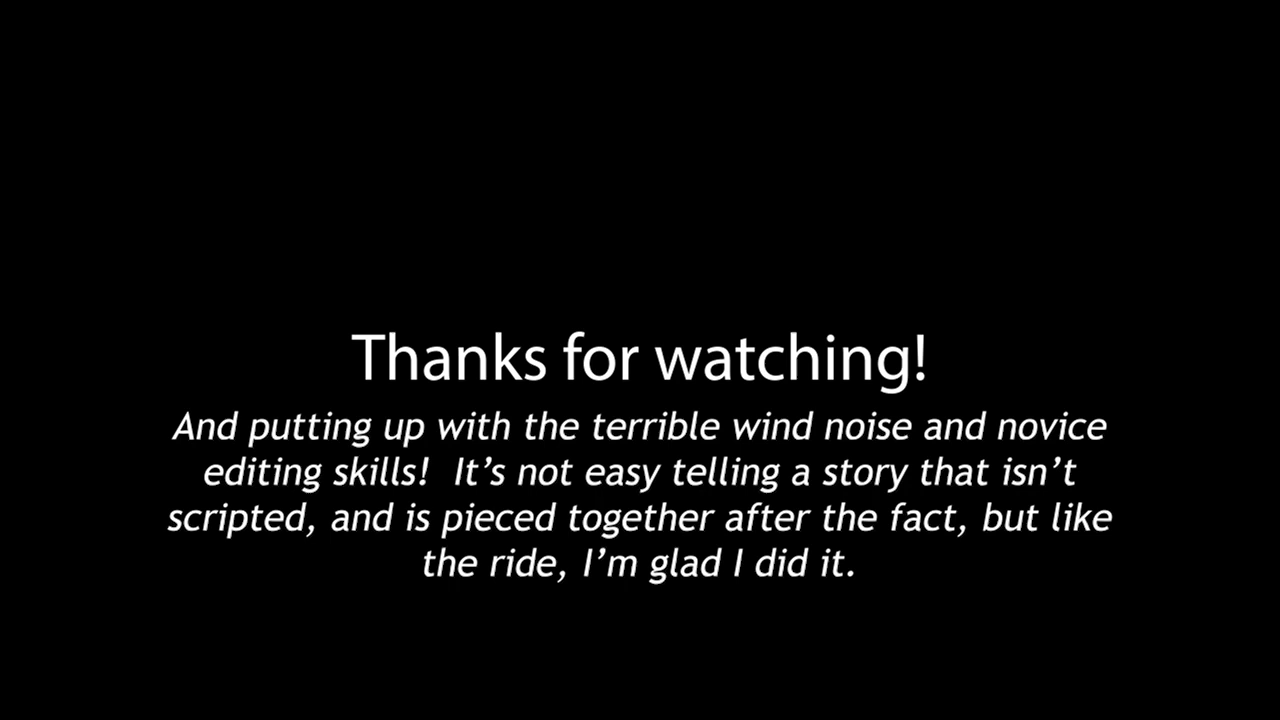 Thanks for watching!
And putting up with the terrible wind noise and novice
editing skills!  It’s not easy telling a story that isn’t
scripted, and is pieced together after the fact, but like
the ride, I’m glad I did it.